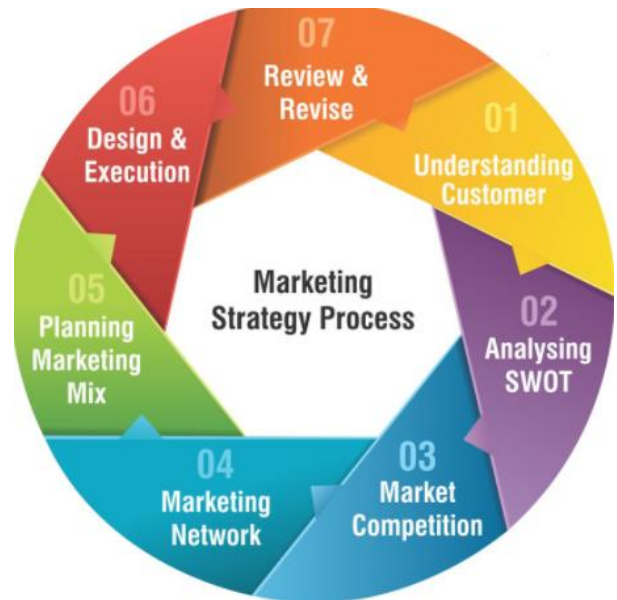 Marketing
Strategy Process
01
Understanding
Customer
02
Analysing
SWOT
03
Market
Competition
04
Marketing
Network
05
Planning
Marketing
Mix
06
Design &
Execution
07
Review &
Revise